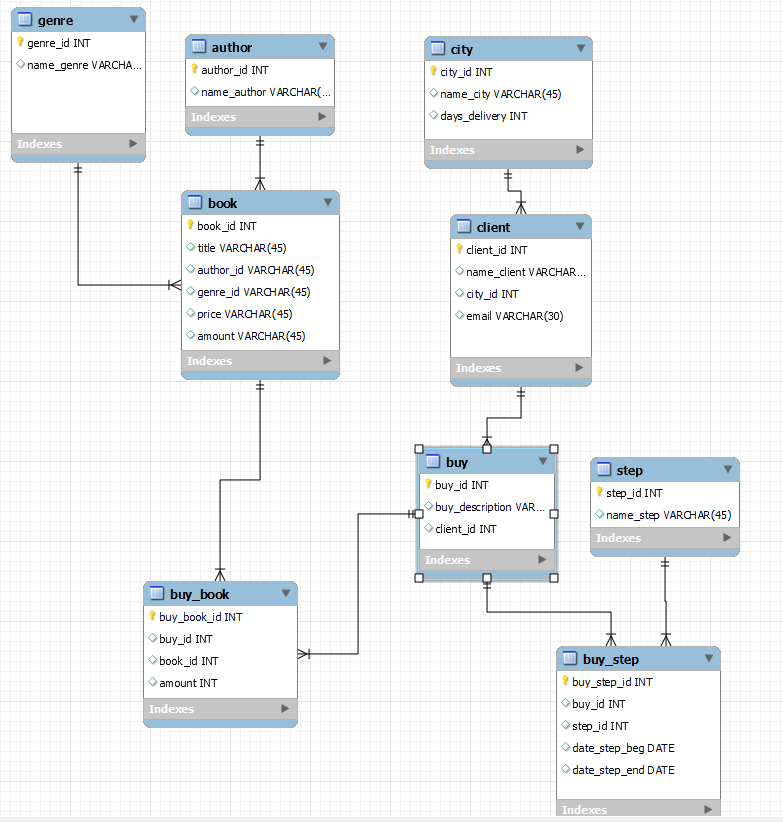 genre
genre_id INT
name_genre VARCHA...
Indexes
author
author_id INT
name_author VARCHAR(...
Indexes
city
city_id INT
name_city VARCHAR(45)
days_delivery INT
Indexes
book
book_id INT
title VARCHAR(45)
author_id VARCHAR(45)
genre_id VARCHAR(45)
price VARCHAR(45)
amount VARCHAR(45)
Indexes
client
client_id INT
name_client VARCHAR...
city_id INT
email VARCHAR(30)
Indexes
buy
buy_id INT
buy_description VAR...
client_id INT
Indexes
step
step_id INT
name_step VARCHAR(45)
Indexes
buy_book
buy_book_id INT
buy_id INT
book_id INT
amount INT
Indexes
buy_step
buy_step_id INT
buy_id INT
step_id INT
date_step_beg DATE
date_step_end DATE
Indexes